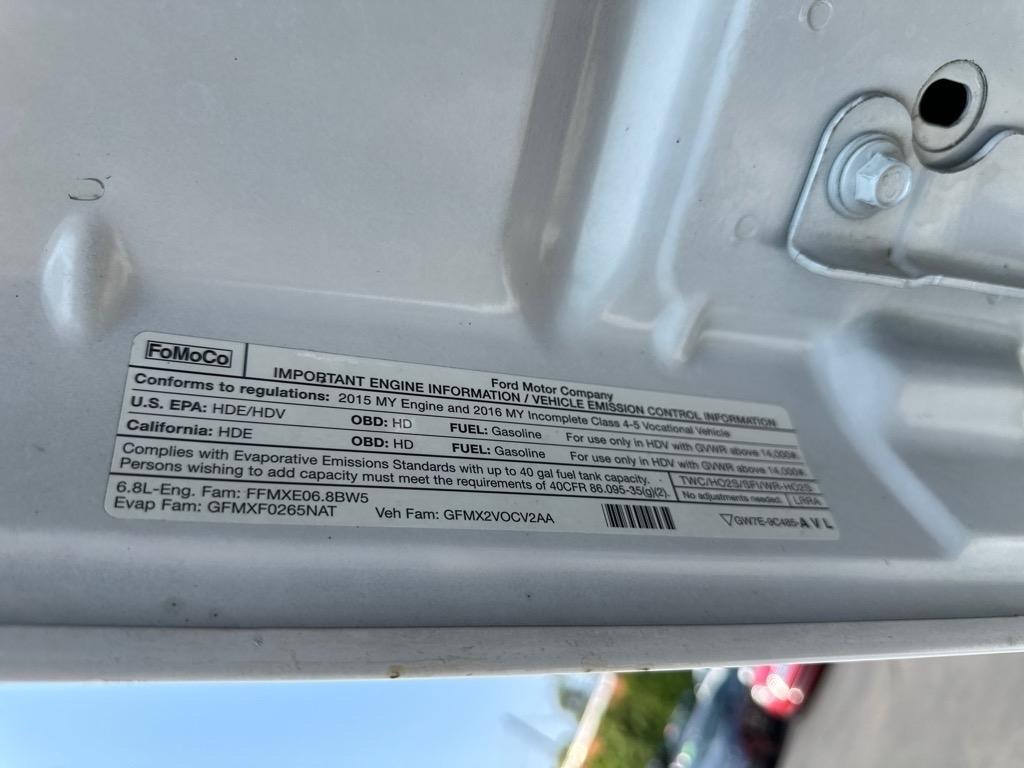 FoMoCo
Ford Motor Company
IMPORTANT ENGINE INFORMATION / VEHICLE EMISSION CONTROL INFORMATION
Conforms to regulations: 2015 MY Engine and 2016 MY Incomplete Class 4-5 Vocational Vehicle
U.S. EPA: HDE/HDV OBD: HD FUEL: Gasoline For use only in HDV with GVWR above 14,000#.
California: HDE OBD: HD FUEL: Gasoline For use only in HDV with GVWR above 14,000#.
Complies with Evaporative Emissions Standards with up to 40 gal fuel tank capacity. TWC/HO2S/SFI/WR-HO2S
Persons wishing to add capacity must meet the requirements of 40CFR 86.095-35(g)(2). No adjustments needed. LRRA
6.8L-Eng. Fam: FFMXE06.8BW5
Evap Fam: GFMXF0265NAT Veh Fam: GFMX2VOCV2AA GW7E-9C485-AVL